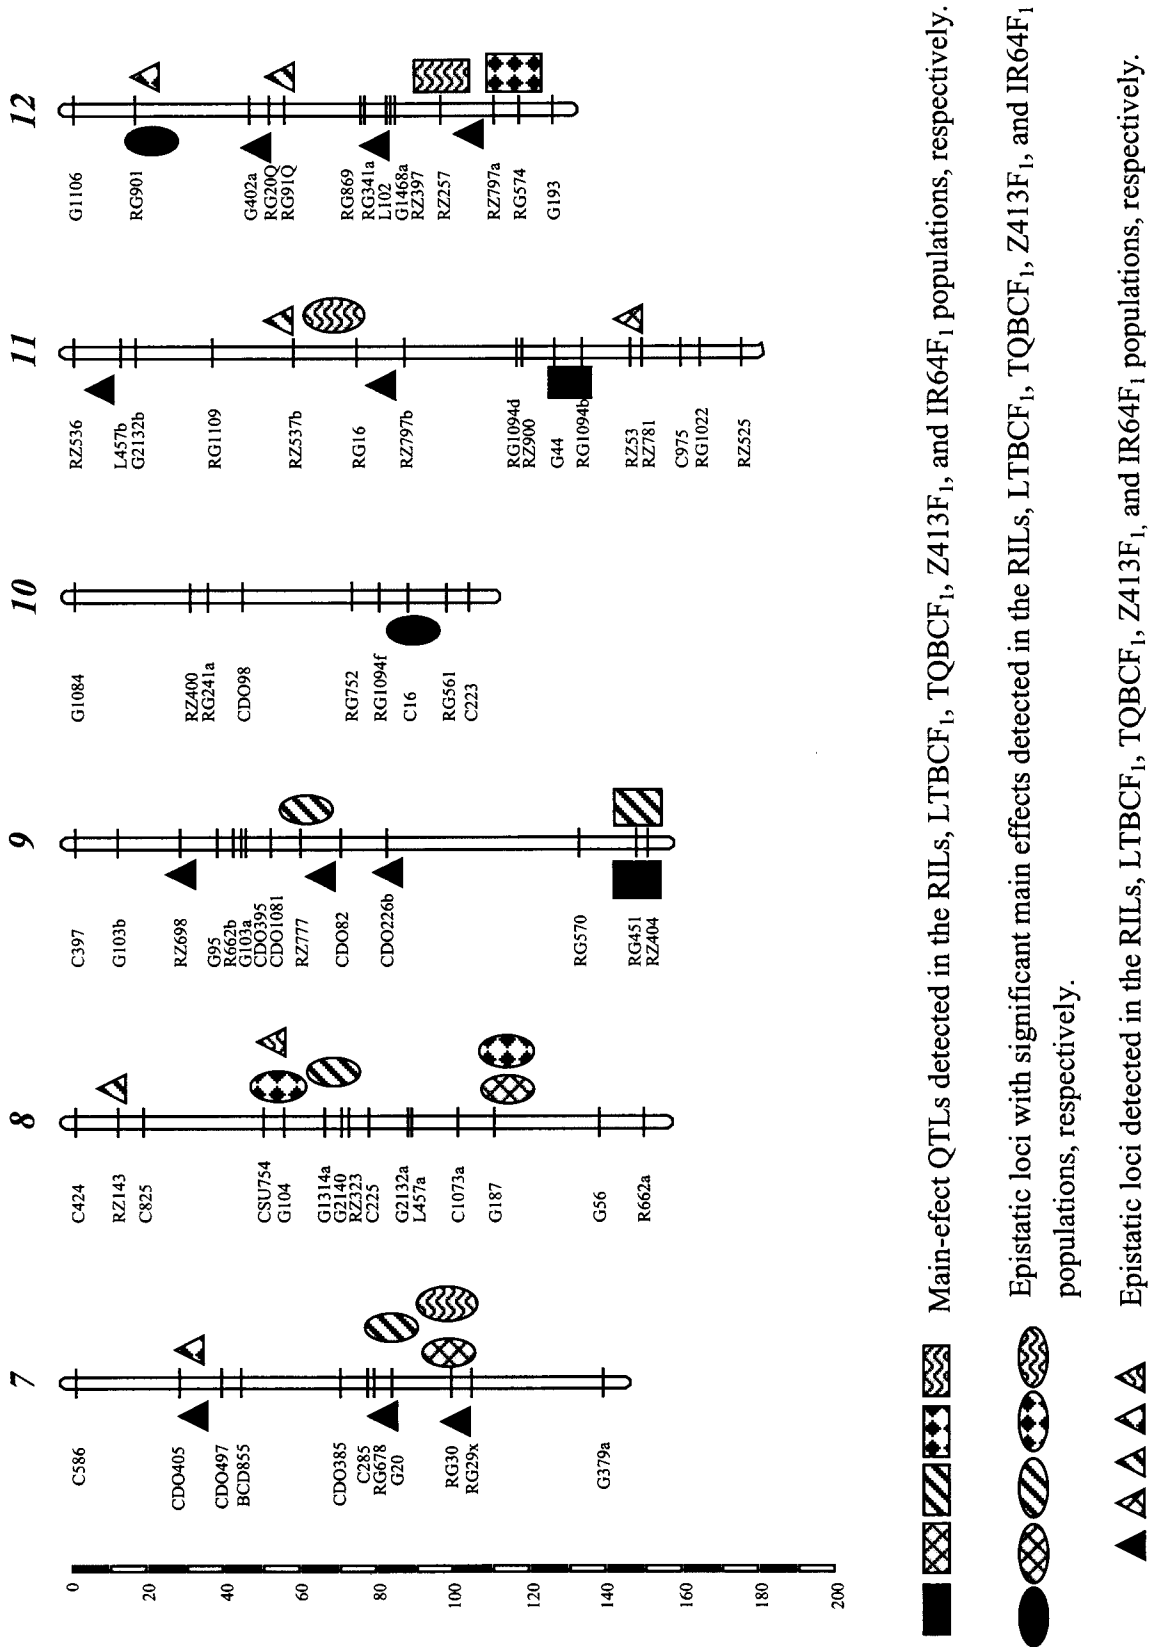 0
20
40
60
80
100
120
140
160
180
200
7
C586
CDO405
CDO497
BCD855
CDO385
C285
RG678
G20
RG30
RG29x
G379a
8
C424
RZ143
C825
CSU754
G104
G1314a
G2140
RZ323
C225
G2132a
L457a
C1073a
G187
G56
R662a
9
C397
G103b
RZ698
G95
R662b
G103a
CDO395
CDO1081
RZ777
CDO82
CDO226b
RG570
RG451
RZ404
10
G1084
RZ400
RG241a
CDO98
RG752
RG1094f
C16
RG561
C223
11
RZ536
L457b
G2132b
RG1109
RZ537b
RG16
RZ797b
RG1094d
RZ900
G44
RG1094b
RZ53
RZ781
C975
RG1022
RZ525
12
G1106
RG901
G402a
RG20Q
RG91Q
RG869
RG341a
L102
G1468a
RZ397
RZ257
RZ797a
RG574
G193
Main-efect QTLs detected in the RILs, LTBCF1, TQBCF1, Z413F1, and IR64F1 populations, respectively.
Epistatic loci with significant main effects detected in the RILs, LTBCF1, TQBCF1, Z413F1, and IR64F1
populations, respectively.
Epistatic loci detected in the RILs, LTBCF1, TQBCF1, Z413F1, and IR64F1 populations, respectively.